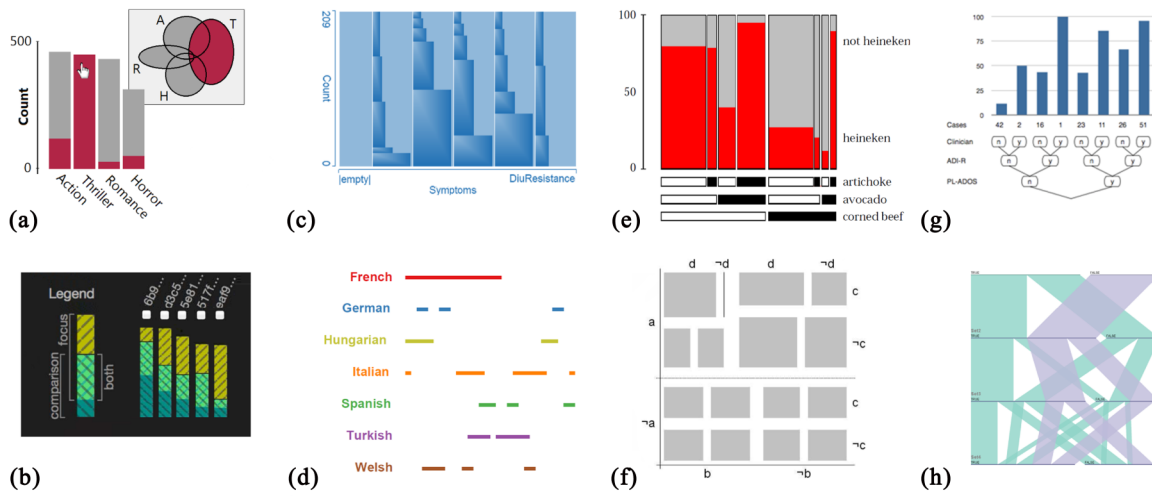 500
Count
0
Action
Thriller
Romance
Horror
A
T
R
H
(a)
209
Count
0
|empty|
Symptoms
DiuResistance
(c)
100
50
0
not heineken
heineken
artichoke
avocado
corned beef
(e)
100
75
50
25
0
Cases 42 2 16 1 23 11 26 51
Clinician n y n y n y n y
ADI-R n y n y
PL-ADOS n y
(g)
Legend
focus
comparison
both
6b9...
d3c5...
5e81...
517f...
eaf9...
(b)
French
German
Hungarian
Italian
Spanish
Turkish
Welsh
(d)
d ¬d d ¬d
a
c
¬c
¬a
c
¬c
b ¬b
(f)
(h)